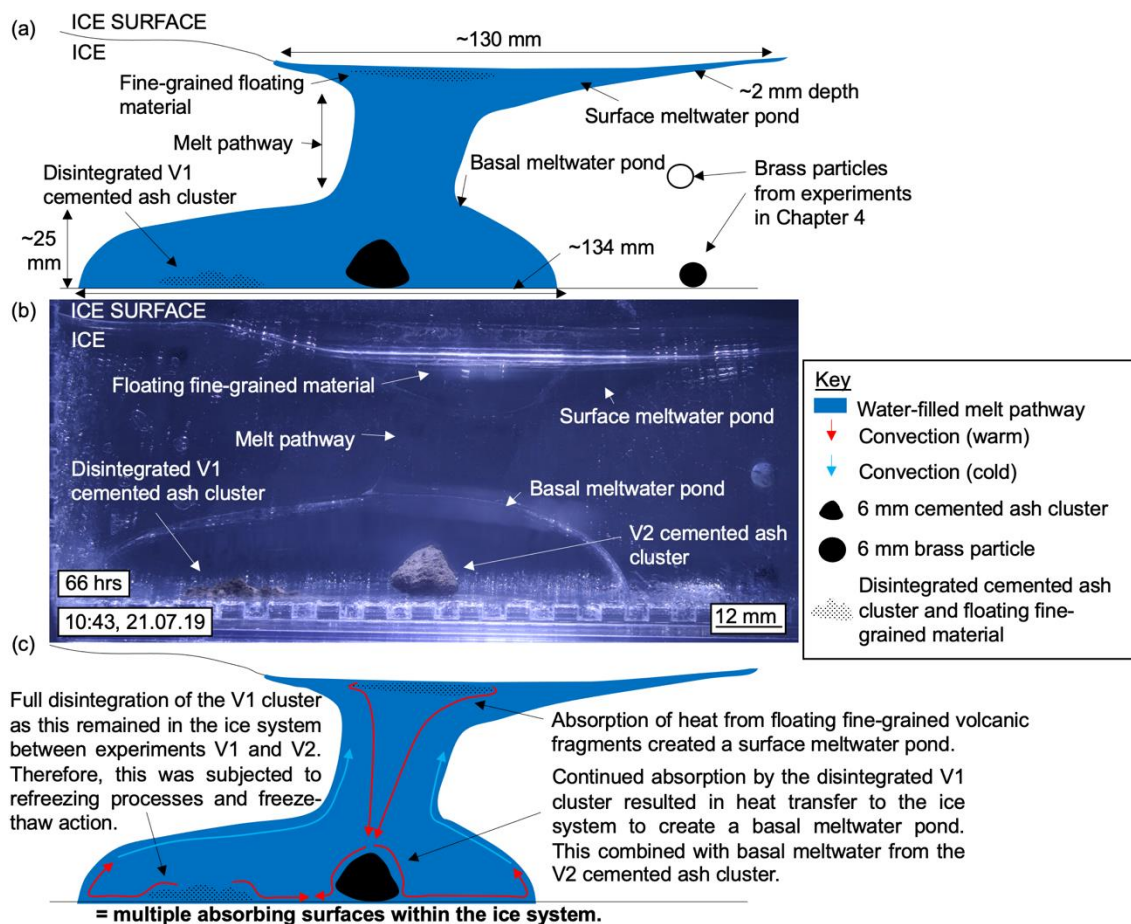 (a)
ICE SURFACE
ICE
~130 mm
Fine-grained floating
material
~2 mm depth
Surface meltwater pond
Melt pathway
Disintegrated V1
cemented ash cluster
Basal meltwater pond
Brass particles
from experiments
in Chapter 4
~25
mm
~134 mm
(b)
ICE SURFACE
ICE
Floating fine-grained material
Surface meltwater pond
Melt pathway
Disintegrated V1
cemented ash cluster
Basal meltwater pond
V2 cemented ash
cluster
66 hrs
10:43, 21.07.19
12 mm
Key
Water-filled melt pathway
Convection (warm)
Convection (cold)
6 mm cemented ash cluster
6 mm brass particle
Disintegrated cemented ash
cluster and floating fine-
grained material
(c)
Full disintegration of the V1 cluster
as this remained in the ice system
between experiments V1 and V2.
Therefore, this was subjected to
refreezing processes and freeze-
thaw action.
Absorption of heat from floating fine-grained volcanic
fragments created a surface meltwater pond.
Continued absorption by the disintegrated V1
cluster resulted in heat transfer to the ice
system to create a basal meltwater pond.
This combined with basal meltwater from the
V2 cemented ash cluster.
= multiple absorbing surfaces within the ice system.